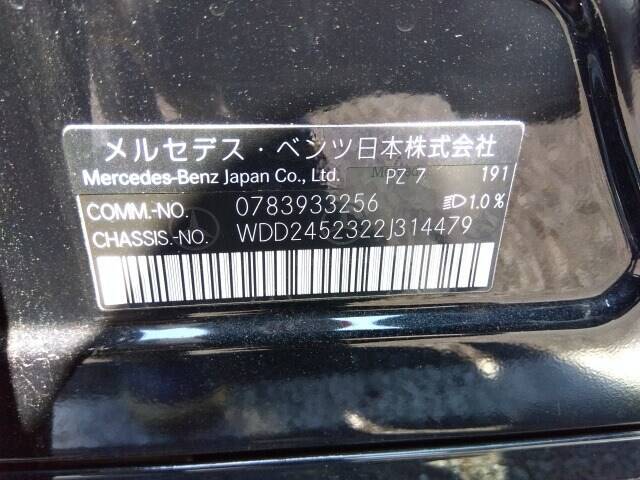 メルセデス・ベンツ日本株式会社
Mercedes-Benz Japan Co., Ltd. PZ 7 191
COMM.-NO. 0783933256 1.0 %
CHASSIS.-NO. WDD2452322J314479